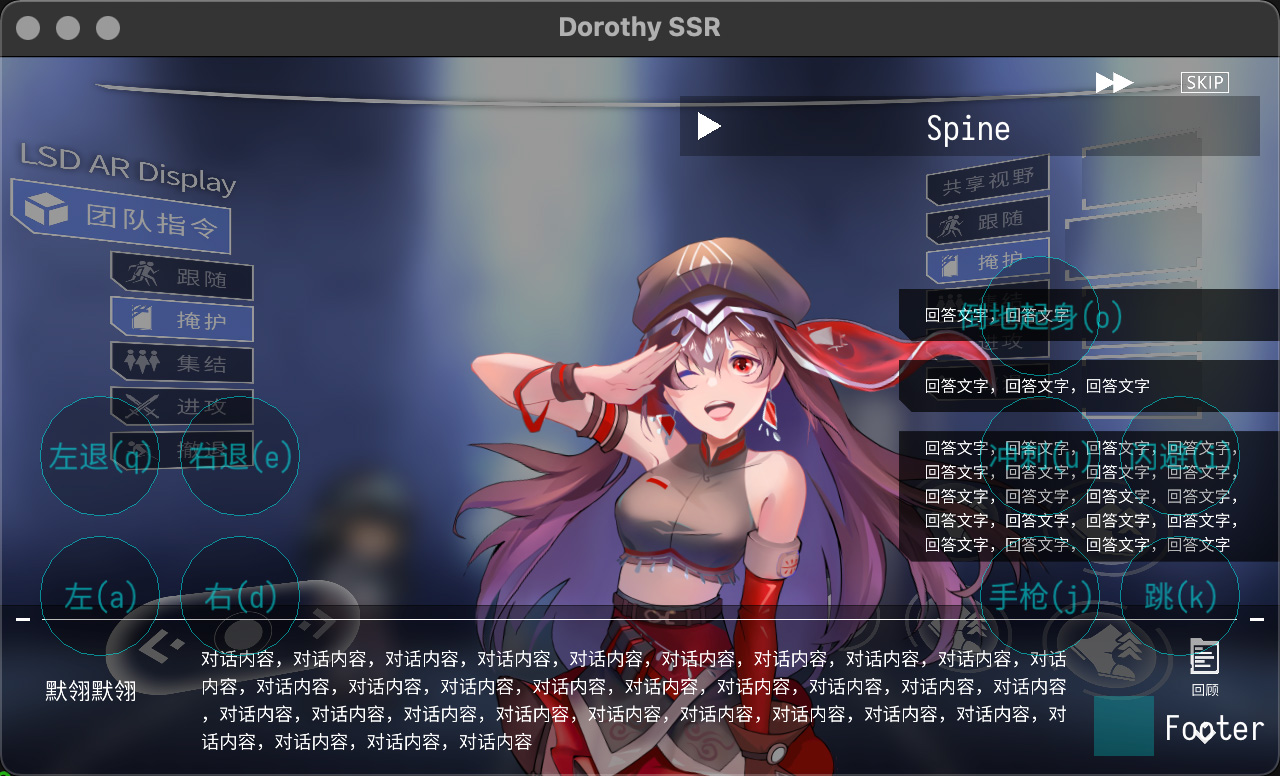 Dorothy SSR
SKIP
Spine
LSD AR Display
团队指令
跟随
掩护
集结
进攻
撤退
共享视野
跟随
掩护
进攻
倒地起身(o)
回答文字，回答文字
回答文字，回答文字，回答文字
回答文字，回答文字，回答文字，回答文字，
回答文字，回答文字，回答文字，回答文字，
回答文字，回答文字，回答文字，回答文字，
回答文字，回答文字，回答文字，回答文字，
回答文字，回答文字，回答文字，回答文字
左退(q)
右退(e)
左(a)
右(d)
手枪(j)
跳(k)
默翎默翎
对话内容，对话内容，对话内容，对话内容，对话内容，对话内容，对话内容，对话内容，对话内容，对话
内容，对话内容，对话内容，对话内容，对话内容，对话内容，对话内容，对话内容，对话内容，对话内容
，对话内容，对话内容，对话内容，对话内容，对话内容，对话内容，对话内容，对话内容，对话内容，对
话内容，对话内容，对话内容，对话内容
回顾
Footer